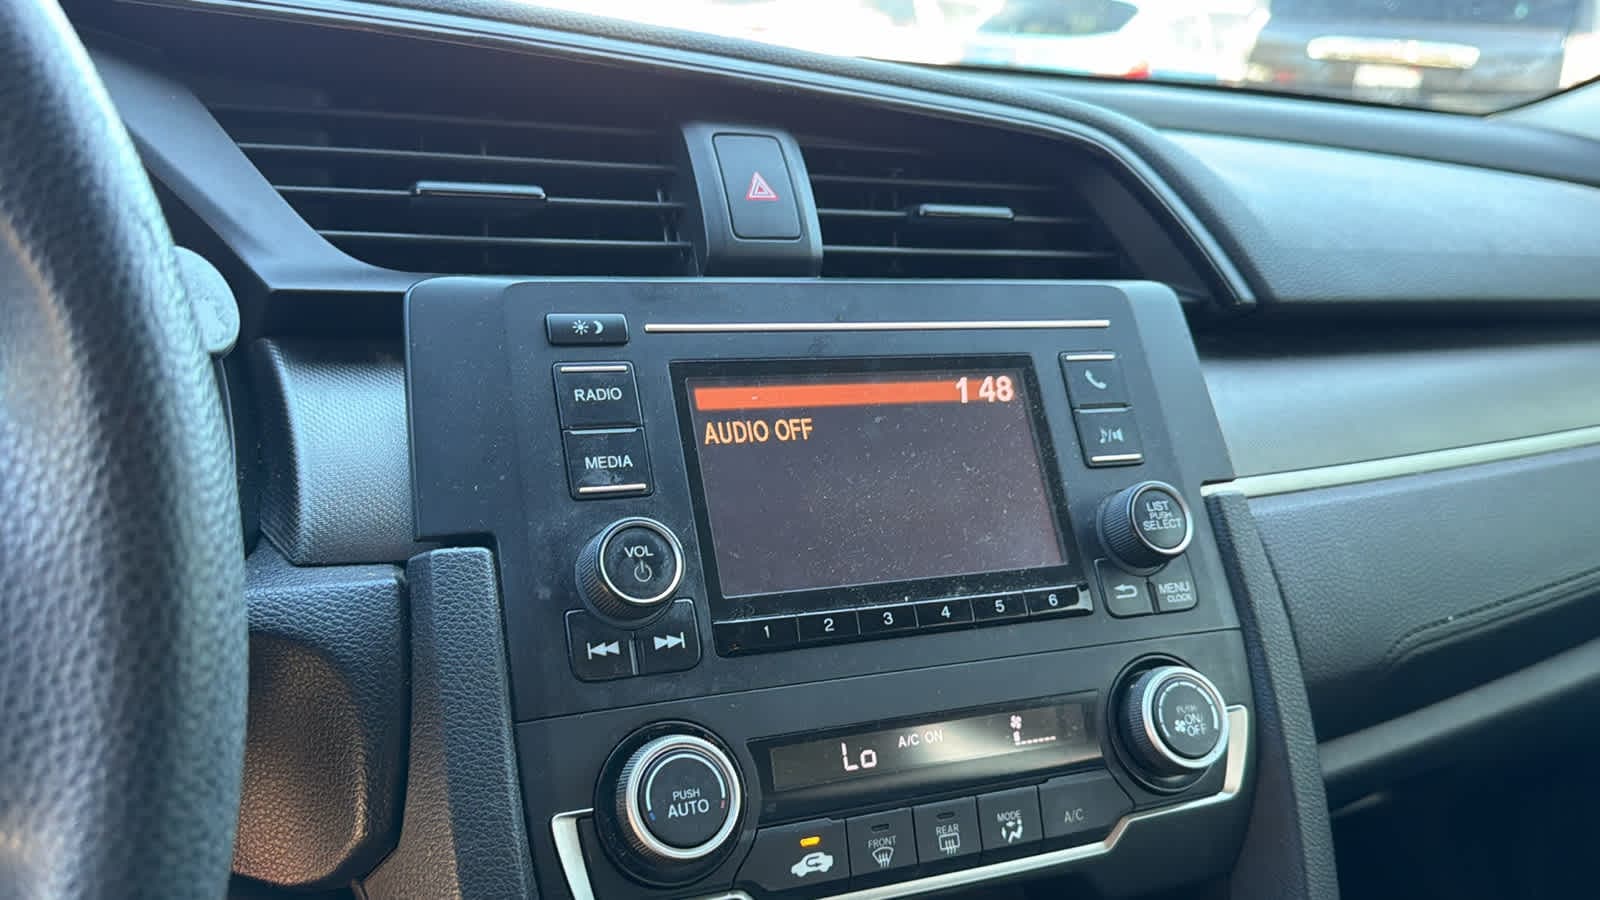 RADIO
MEDIA
1 48
AUDIO OFF
VOL
LIST
PUSH
SELECT
MENU
CLOCK
1 2 3 4 5 6
Lo A/C ON
PUSH
AUTO
PUSH
ON/
OFF
FRONT
REAR
MODE
A/C